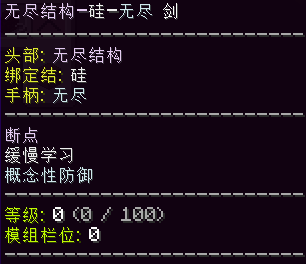 无尽结构-硅-无尽 剑
头部: 无尽结构
绑定结: 硅
手柄: 无尽
断点
缓慢学习
概念性防御
等级: 0 (0 / 100)
模组栏位: 0